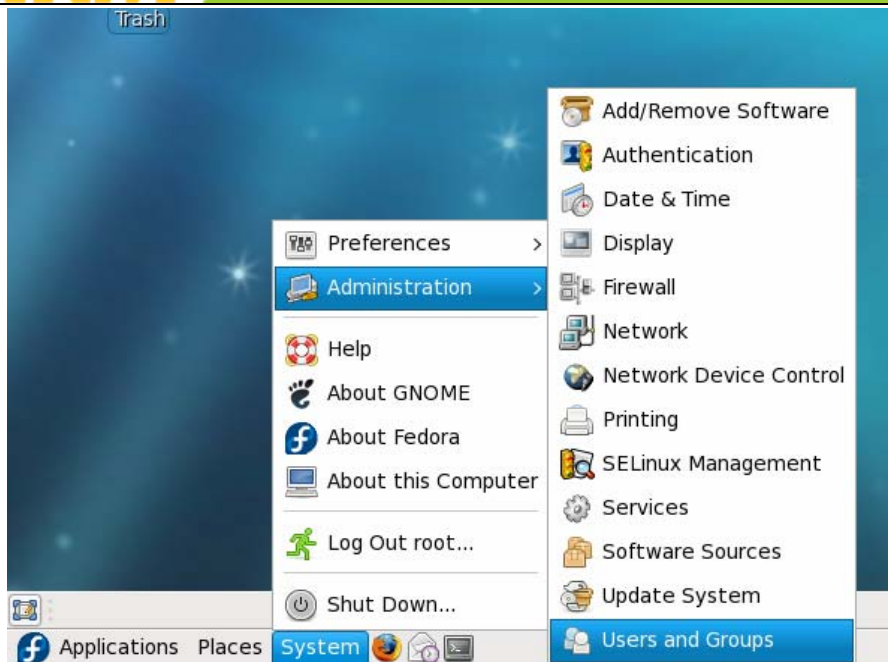 Trash
Preferences
Administration
Help
About GNOME
About Fedora
About this Computer
Log Out root...
Shut Down...
Add/Remove Software
Authentication
Date & Time
Display
Firewall
Network
Network Device Control
Printing
SELinux Management
Services
Software Sources
Update System
Users and Groups
Applications Places System